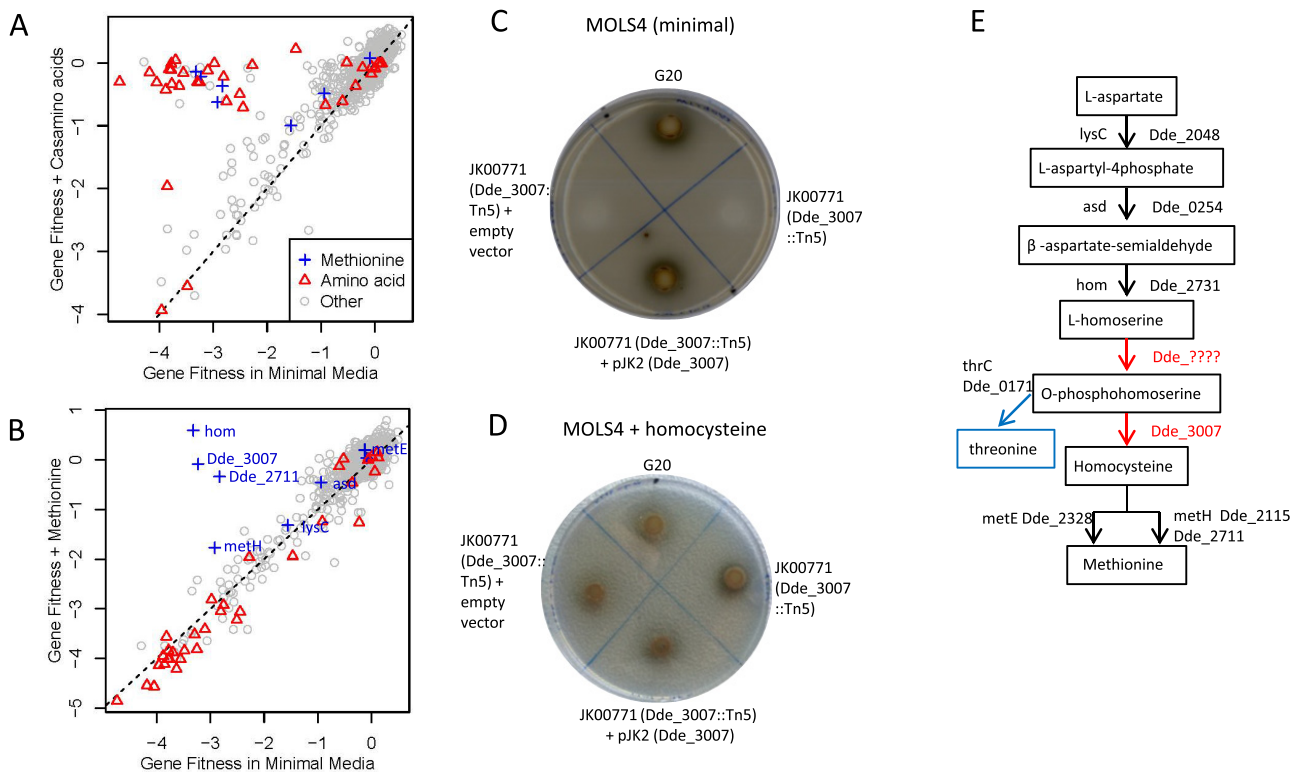 A
Gene Fitness + Casamino acids
0
−1
−2
−3
−4
−4
−3
−2
−1
0
Gene Fitness in Minimal Media
Methionine
Amino acid
Other
B
Gene Fitness + Methionine
1
0
−1
−2
−3
−4
−5
−4
−3
−2
−1
0
Gene Fitness in Minimal Media
hom
Dde_3007
Dde_2711
metE
asd
lysC
metH
C
MOLS4 (minimal)
G20
JK00771
(Dde_3007::
Tn5) +
empty
vector
JK00771
(Dde_3007
::Tn5)
JK00771 (Dde_3007::Tn5)
+ pJK2 (Dde_3007)
D
MOLS4 + homocysteine
G20
JK00771
(Dde_3007::
Tn5) +
empty
vector
JK00771
(Dde_3007
::Tn5)
JK00771 (Dde_3007::Tn5)
+ pJK2 (Dde_3007)
E
L-aspartate
lysC Dde_2048
L-aspartyl-4phosphate
asd Dde_0254
β -aspartate-semialdehyde
hom Dde_2731
L-homoserine
Dde_????
thrC
Dde_0171
O-phosphohomoserine
threonine
Dde_3007
Homocysteine
metE Dde_2328
metH Dde_2115
Dde_2711
Methionine